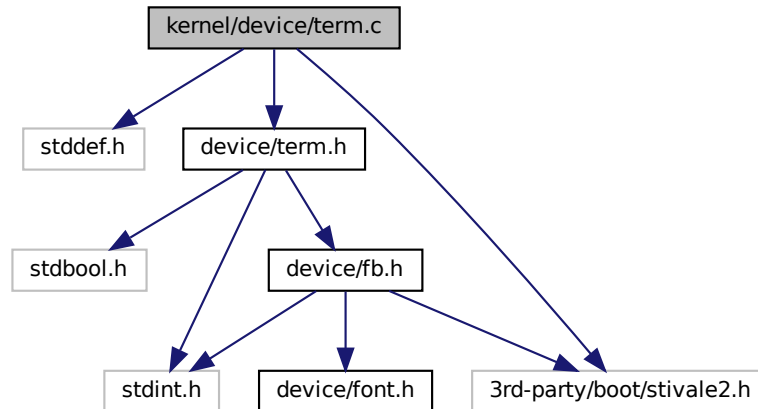 kernel/device/term.c
stddef.h
device/term.h
stdbool.h
device/fb.h
stdint.h
device/font.h
3rd-party/boot/stivale2.h